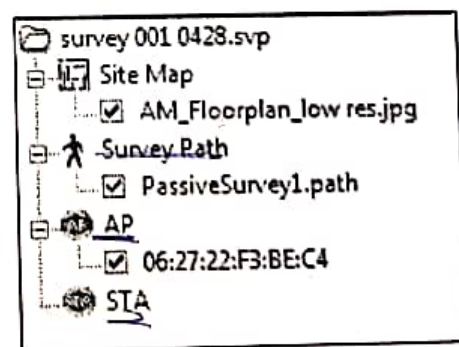 survey 001 0428.svp
Site Map
AM_Floorplan_low res.jpg
Survey Path
PassiveSurvey1.path
AP
06:27:22:F3:BE:C4
STA